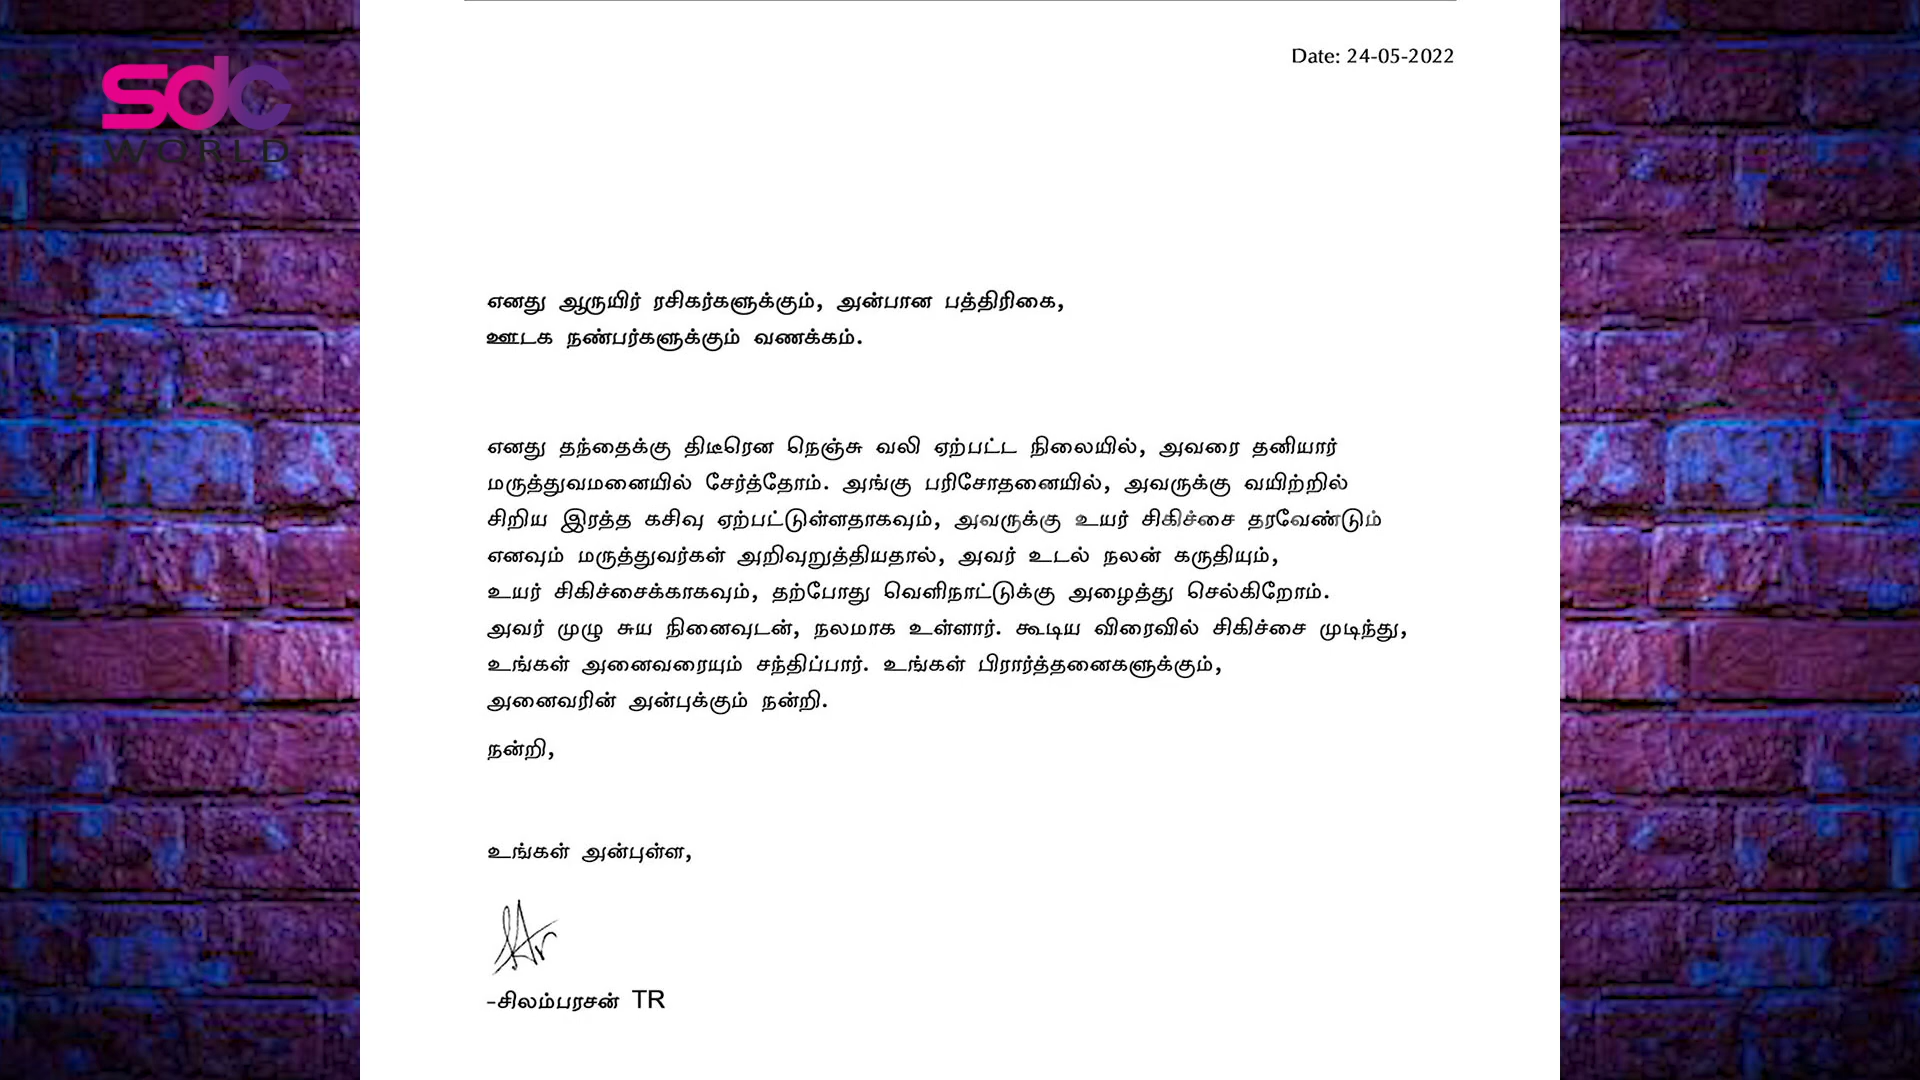 sdc
WORLD
Date: 24-05-2022
எனது ஆருயிர் ரசிகர்களுக்கும், அன்பான பத்திரிகை,
ஊடக நண்பர்களுக்கும் வணக்கம்.
எனது தந்தைக்கு திடீரென நெஞ்சு வலி ஏற்பட்ட நிலையில், அவரை தனியார்
மருத்துவமனையில் சேர்த்தோம். அங்கு பரிசோதனையில், அவருக்கு வயிற்றில்
சிறிய இரத்த கசிவு ஏற்பட்டுள்ளதாகவும், அவருக்கு உயர் சிகிச்சை தரவேண்டும்
எனவும் மருத்துவர்கள் அறிவுறுத்தியதால், அவர் உடல் நலன் கருதியும்,
உயர் சிகிச்சைக்காகவும், தற்போது வெளிநாட்டுக்கு அழைத்து செல்கிறோம்.
அவர் முழு சுய நினைவுடன், நலமாக உள்ளார். கூடிய விரைவில் சிகிச்சை முடிந்து,
உங்கள் அனைவரையும் சந்திப்பார். உங்கள் பிரார்த்தனைகளுக்கும்,
அனைவரின் அன்புக்கும் நன்றி.
நன்றி,
உங்கள் அன்புள்ள,
-சிலம்பரசன் TR